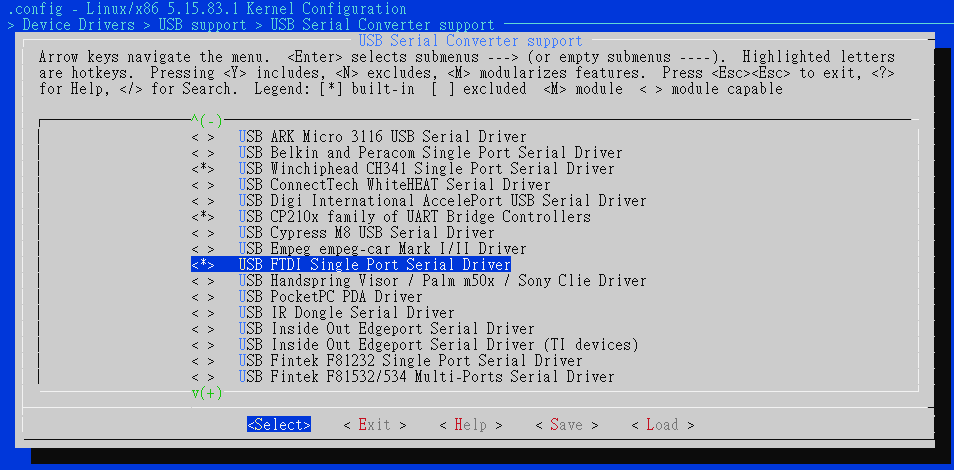 .config - Linux/x86 5.15.83.1 Kernel Configuration
> Device Drivers > USB support > USB Serial Converter support
USB Serial Converter support
Arrow keys navigate the menu.  <Enter> selects submenus ---> (or empty submenus ----).  Highlighted letters
are hotkeys.  Pressing <Y> includes, <N> excludes, <M> modularizes features.  Press <Esc><Esc> to exit, <?>
for Help, </> for Search.  Legend: [*] built-in  [ ] excluded  <M> module  < > module capable
^(-)
< >   USB ARK Micro 3116 USB Serial Driver
< >   USB Belkin and Peracom Single Port Serial Driver
<*>   USB Winchiphead CH341 Single Port Serial Driver
< >   USB ConnectTech WhiteHEAT Serial Driver
< >   USB Digi International AccelePort USB Serial Driver
<*>   USB CP210x family of UART Bridge Controllers
< >   USB Cypress M8 USB Serial Driver
< >   USB Empeg empeg-car Mark I/II Driver
<*>   USB FTDI Single Port Serial Driver
< >   USB Handspring Visor / Palm m50x / Sony Clie Driver
< >   USB PocketPC PDA Driver
< >   USB IR Dongle Serial Driver
< >   USB Inside Out Edgeport Serial Driver
< >   USB Inside Out Edgeport Serial Driver (TI devices)
< >   USB Fintek F81232 Single Port Serial Driver
< >   USB Fintek F81532/534 Multi-Ports Serial Driver
v(+)
<Select>    < Exit >    < Help >    < Save >    < Load >